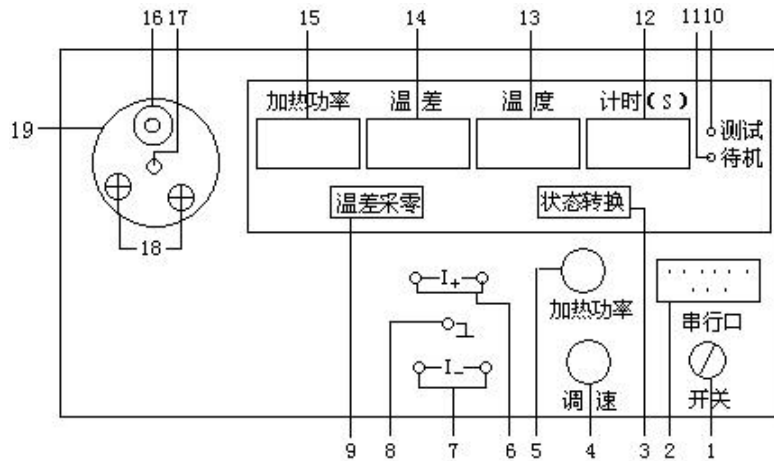 16 17 15 14 13 12 11 10
加热功率 温差 温度 计时(S)
19
测试
待机
温差采零 状态转换
18
I+
加热功率 串行口
I-
调速 开关
9 8 7 6 5 4 3 2 1